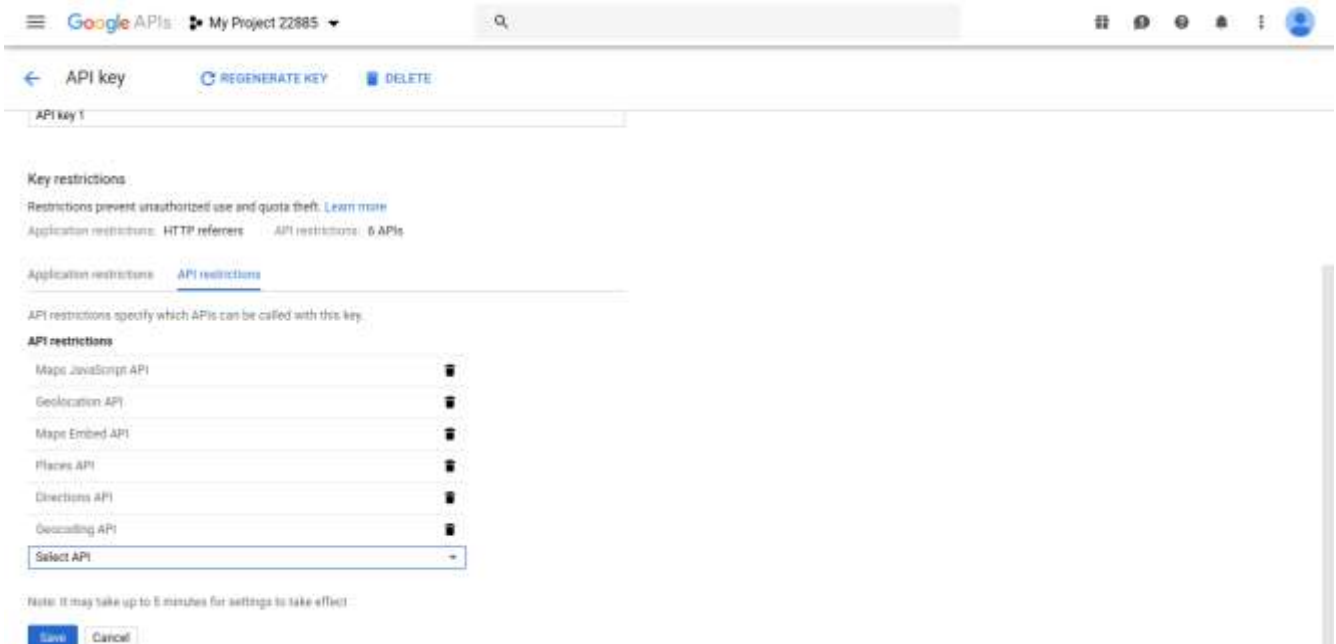 Google APIs My Project 22885
API key REGENERATE KEY DELETE
API key 1
Key restrictions
Restrictions prevent unauthorized use and quota theft. Learn more
Application restrictions: HTTP referrers API restrictions: 6 APIs
Application restrictions API restrictions
API restrictions specify which APIs can be called with this key.
API restrictions
Maps JavaScript API
Geolocation API
Maps Embed API
Places API
Directions API
Geocoding API
Select API
Note: It may take up to 5 minutes for settings to take effect
Save Cancel